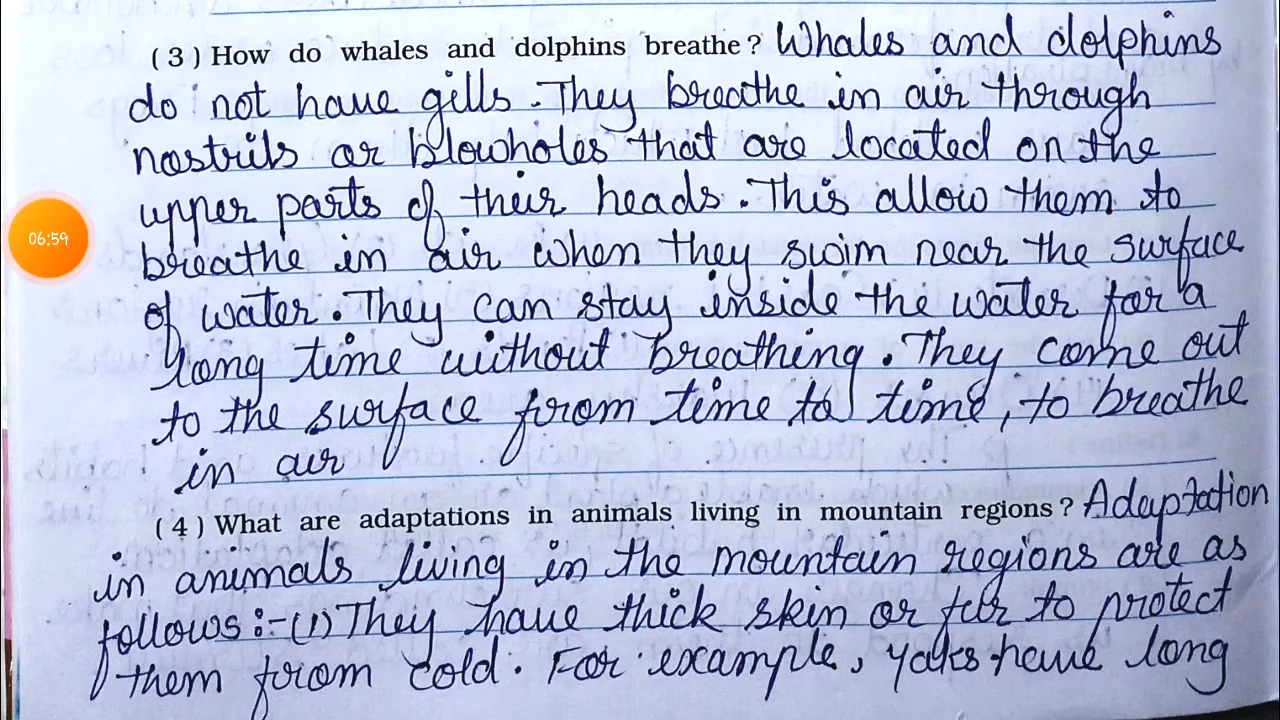 ( 3 ) How do whales and dolphins breathe ? Whales and dolphins
do not have gills. They breathe in air through
nostrils or blowholes that are located on the
upper parts of their heads. This allow them to
breathe in air when they swim near the surface
of water. They can stay inside the water for a
long time without breathing. They come out
to the surface from time to time, to breathe
in air
06:59
( 4 ) What are adaptations in animals living in mountain regions ? Adaptation
in animals living in the mountain regions are as
follows :- (1) They have thick skin or fur to protect
them from cold. For example, yaks have long